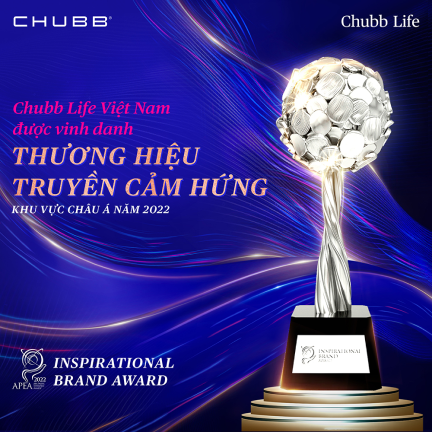 CHUBB®
Chubb Life
Chubb Life Việt Nam
được vinh danh
THƯƠNG HIỆU
TRUYỀN CẢM HỨNG
KHU VỰC CHÂU Á NĂM 2022
APEA 2022
INSPIRATIONAL
BRAND AWARD
INSPIRATIONAL
BRAND